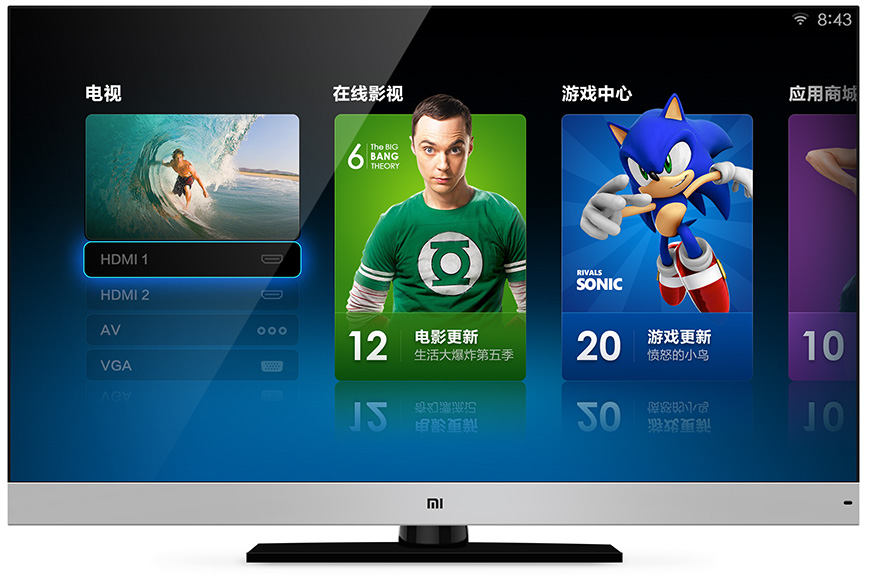 8:43
电视
在线影视
游戏中心
应用商城
HDMI 1
HDMI 2
AV
VGA
6
The BIG
BANG
THEORY
12
电影更新
生活大爆炸第五季
RIVALS
SONIC
20
游戏更新
愤怒的小鸟
10
mi